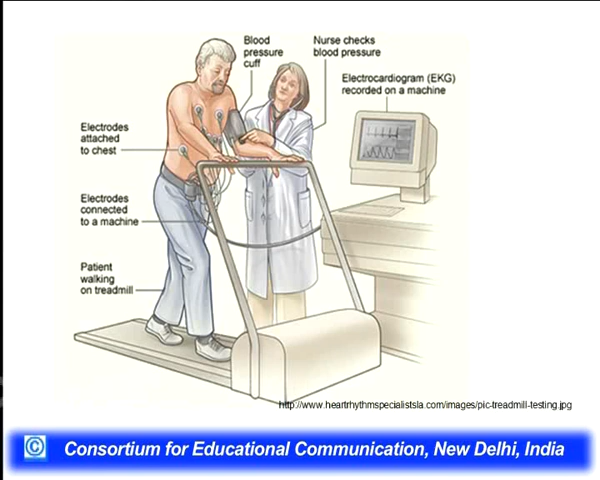 Blood
pressure
cuff
Nurse checks
blood pressure
Electrocardiogram (EKG)
recorded on a machine
Electrodes
attached
to chest
Electrodes
connected
to a machine
Patient
walking
on treadmill
http://www.heartrhythmspecialistsla.com/images/pic-treadmill-testing.jpg
© Consortium for Educational Communication, New Delhi, India